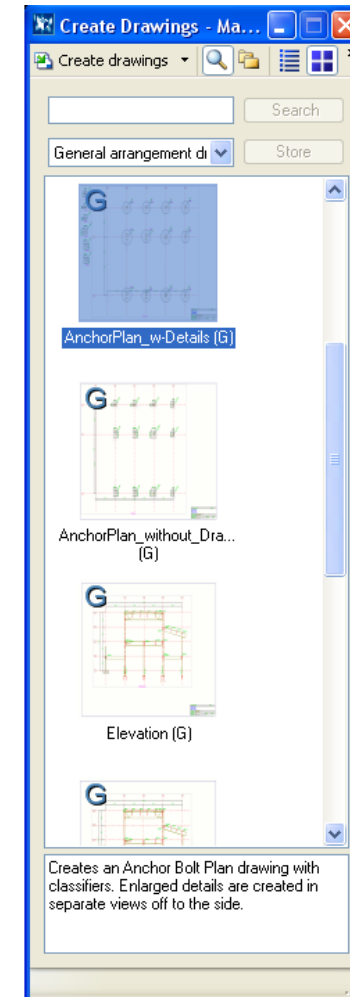 Create Drawings - Ma...
Create drawings
Search
General arrangement di
Store
G
AnchorPlan_w-Details (G)
G
AnchorPlan_without_Dra...
(G)
G
Elevation (G)
G
Creates an Anchor Bolt Plan drawing with
classifiers. Enlarged details are created in
separate views off to the side.